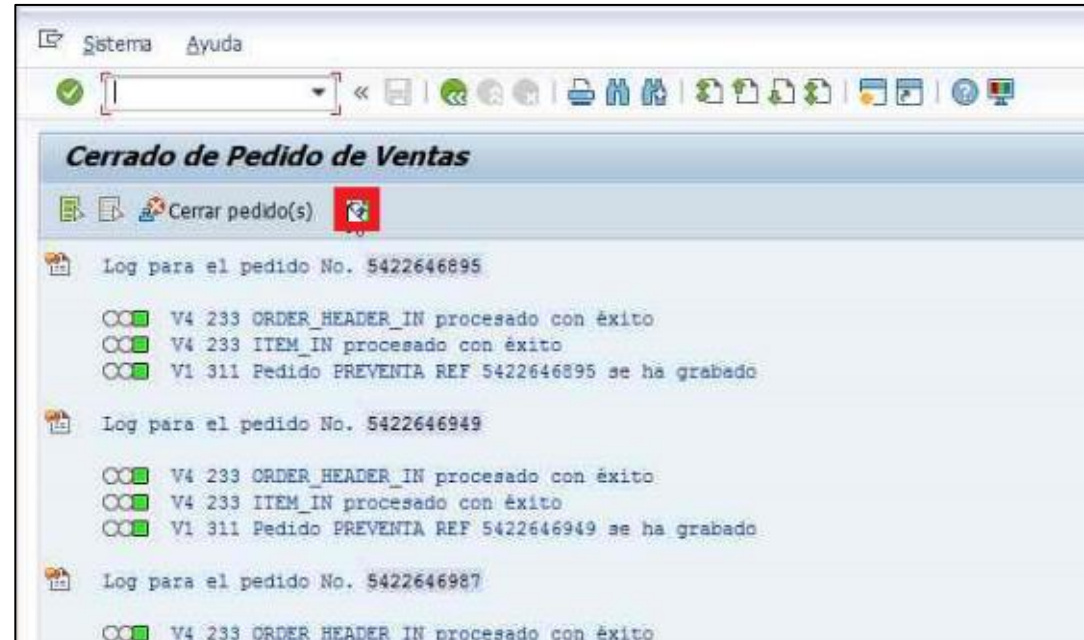 Sistema Ayuda
Cerrado de Pedido de Ventas
Cerrar pedido(s)
Log para el pedido No. 5422646895
V4 233 ORDER_HEADER_IN procesado con éxito
V4 233 ITEM_IN procesado con éxito
V1 311 Pedido PREVENTA REF 5422646895 se ha grabado
Log para el pedido No. 5422646949
V4 233 ORDER_HEADER_IN procesado con éxito
V4 233 ITEM_IN procesado con éxito
V1 311 Pedido PREVENTA REF 5422646949 se ha grabado
Log para el pedido No. 5422646987
V4 233 ORDER_HEADER_IN procesado con éxito